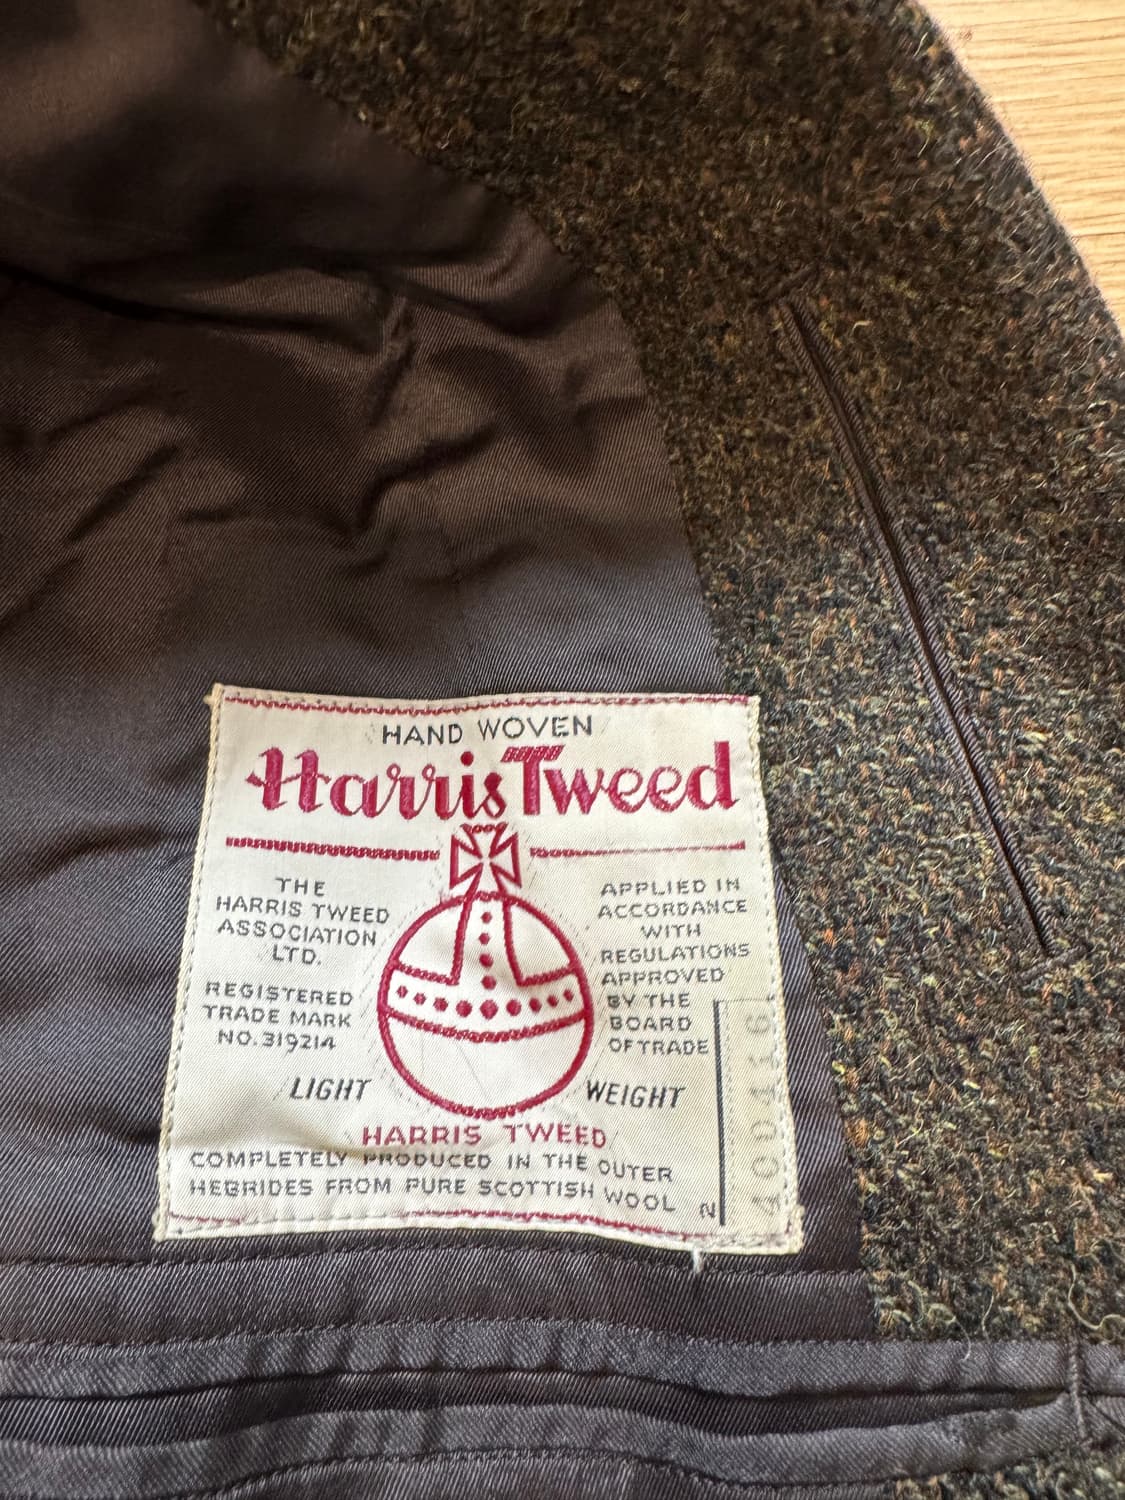 HAND WOVEN
Harris Tweed
THE
HARRIS TWEED
ASSOCIATION
LTD.
REGISTERED
TRADE MARK
NO. 319214
APPLIED IN
ACCORDANCE
WITH
REGULATIONS
APPROVED
BY THE
BOARD
OF TRADE
LIGHT WEIGHT
HARRIS TWEED
COMPLETELY PRODUCED IN THE OUTER
HEBRIDES FROM PURE SCOTTISH WOOL
2